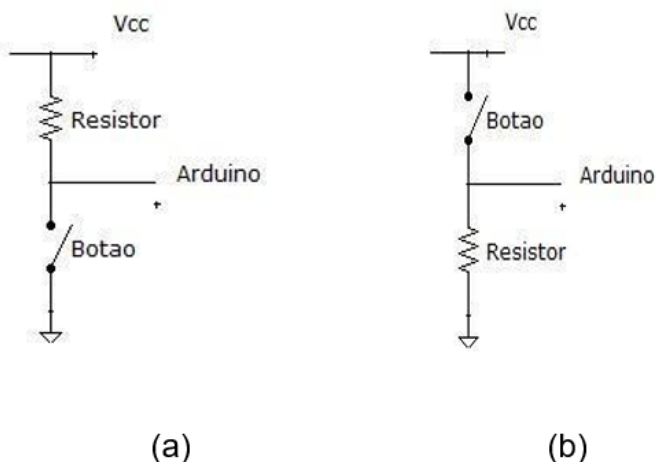 Vcc
Resistor
Arduino
Botao
(a)
Vcc
Botao
Arduino
Resistor
(b)